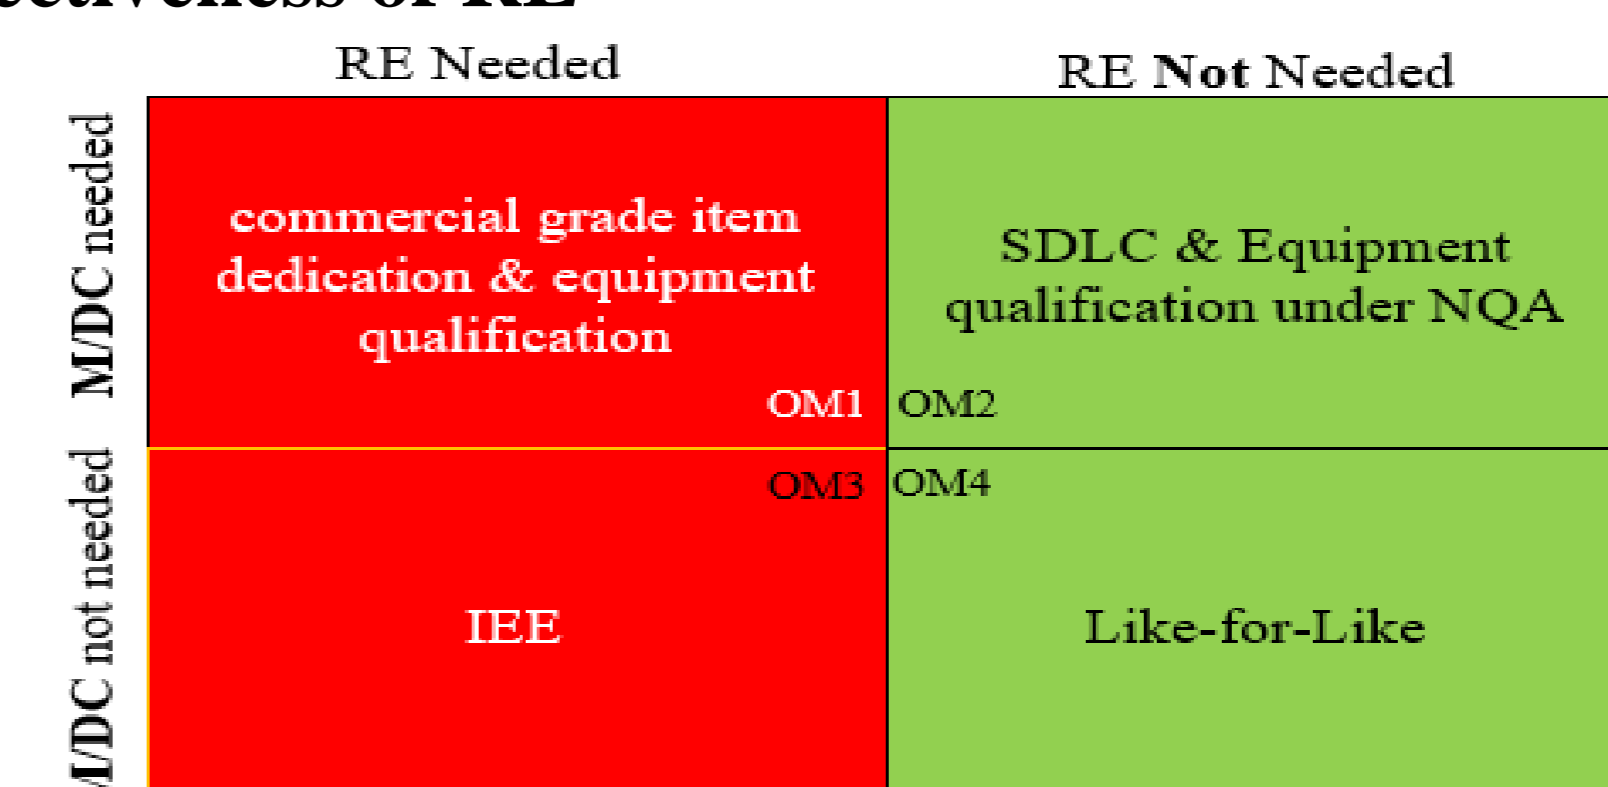 RE Needed
RE Not Needed
M/DC needed
commercial grade item
dedication & equipment
qualification
OM1
SDLC & Equipment
qualification under NQA
OM2
/DC not needed
OM3
IEE
OM4
Like-for-Like